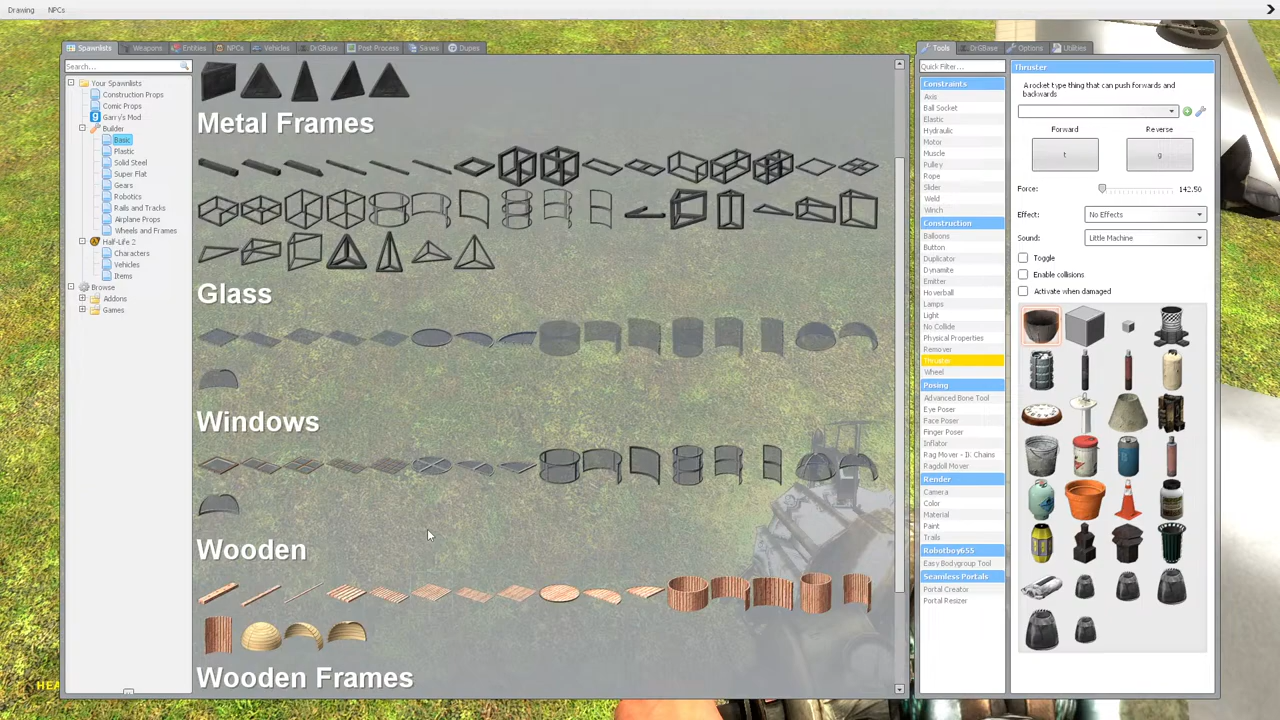 Drawing NPCs
Spawnlists Weapons Entities NPCs Vehicles DrGBase Post Process Saves Dupes
Search...
Your Spawnlists
Construction Props
Comic Props
Garry's Mod
Builder
Basic
Plastic
Solid Steel
Super Flat
Gears
Robotics
Rails and Tracks
Airplane Props
Wheels and Frames
Half-Life 2
Characters
Vehicles
Items
Browse
Addons
Games
Metal Frames
Glass
Windows
Wooden
Wooden Frames
Tools DrGBase Options Utilities
Quick Filter...
Constraints
Axis
Ball Socket
Elastic
Hydraulic
Motor
Muscle
Pulley
Rope
Slider
Weld
Winch
Construction
Balloons
Button
Duplicator
Dynamite
Emitter
Hoverball
Lamps
Light
No Collide
Physical Properties
Remover
Thruster
Wheel
Posing
Advanced Bone Tool
Eye Poser
Face Poser
Finger Poser
Inflator
Rag Mover - I. Chains
Ragdoll Mover
Render
Camera
Color
Material
Paint
Trails
Robotboy655
Easy Bodygroup Tool
Seamless Portals
Portal Creator
Portal Resizer
Thruster
A rocket type thing that can push forwards and
backwards
Forward Reverse
t g
Force: 142.50
Effect: No Effects
Sound: Little Machine
Toggle
Enable collisions
Activate when damaged